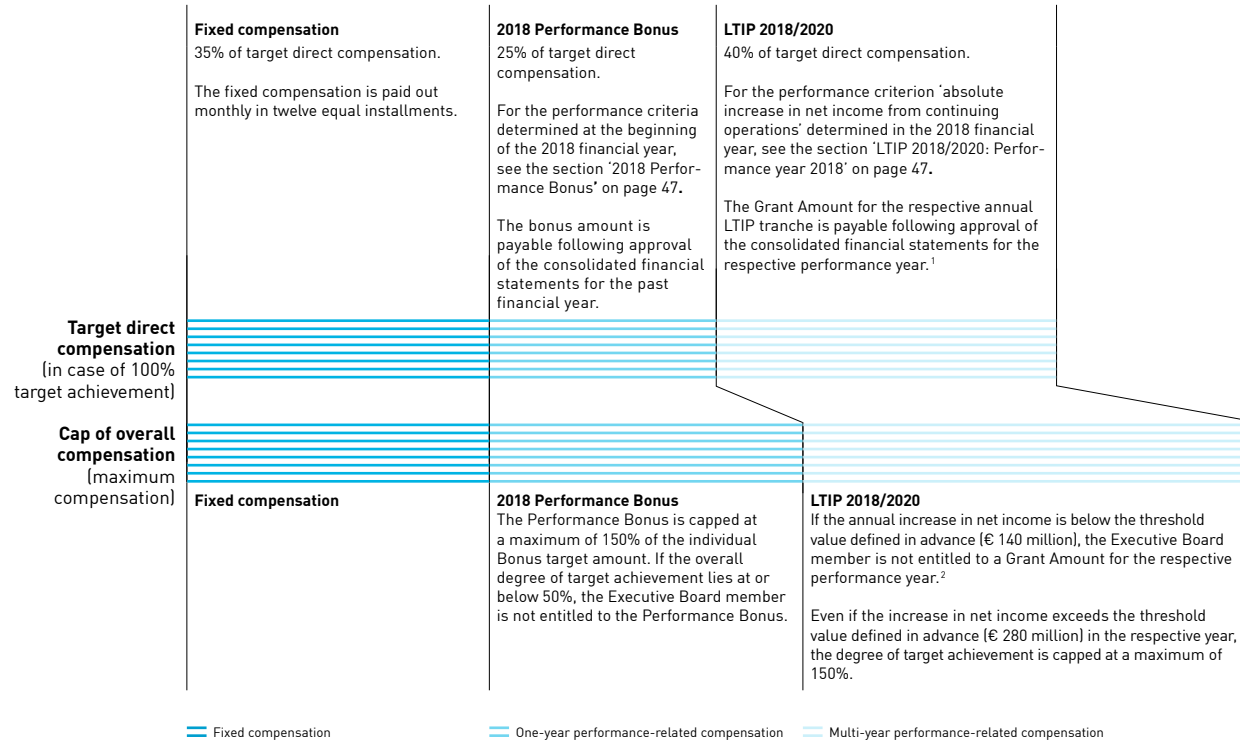 Fixed compensation
35% of target direct compensation.
The fixed compensation is paid out
monthly in twelve equal installments.
2018 Performance Bonus
25% of target direct
compensation.
For the performance criteria
determined at the beginning
of the 2018 financial year,
see the section ‘2018 Perfor-
mance Bonus’ on page 47.
The bonus amount is
payable following approval
of the consolidated financial
statements for the past
financial year.
LTIP 2018/2020
40% of target direct compensation.
For the performance criterion ‘absolute
increase in net income from continuing
operations’ determined in the 2018 financial
year, see the section ‘LTIP 2018/2020: Perfor-
mance year 2018’ on page 47.
The Grant Amount for the respective annual
LTIP tranche is payable following approval of
the consolidated financial statements for the
respective performance year.1
Target direct
compensation
(in case of 100%
target achievement)
Cap of overall
compensation
(maximum
compensation)
Fixed compensation
2018 Performance Bonus
The Performance Bonus is capped at
a maximum of 150% of the individual
Bonus target amount. If the overall
degree of target achievement lies at or
below 50%, the Executive Board member
is not entitled to the Performance Bonus.
LTIP 2018/2020
If the annual increase in net income is below the threshold
value defined in advance (€ 140 million), the Executive Board
member is not entitled to a Grant Amount for the respective
performance year.2
Even if the increase in net income exceeds the threshold
value defined in advance (€ 280 million) in the respective year,
the degree of target achievement is capped at a maximum of
150%.
Fixed compensation
One-year performance-related compensation
Multi-year performance-related compensation